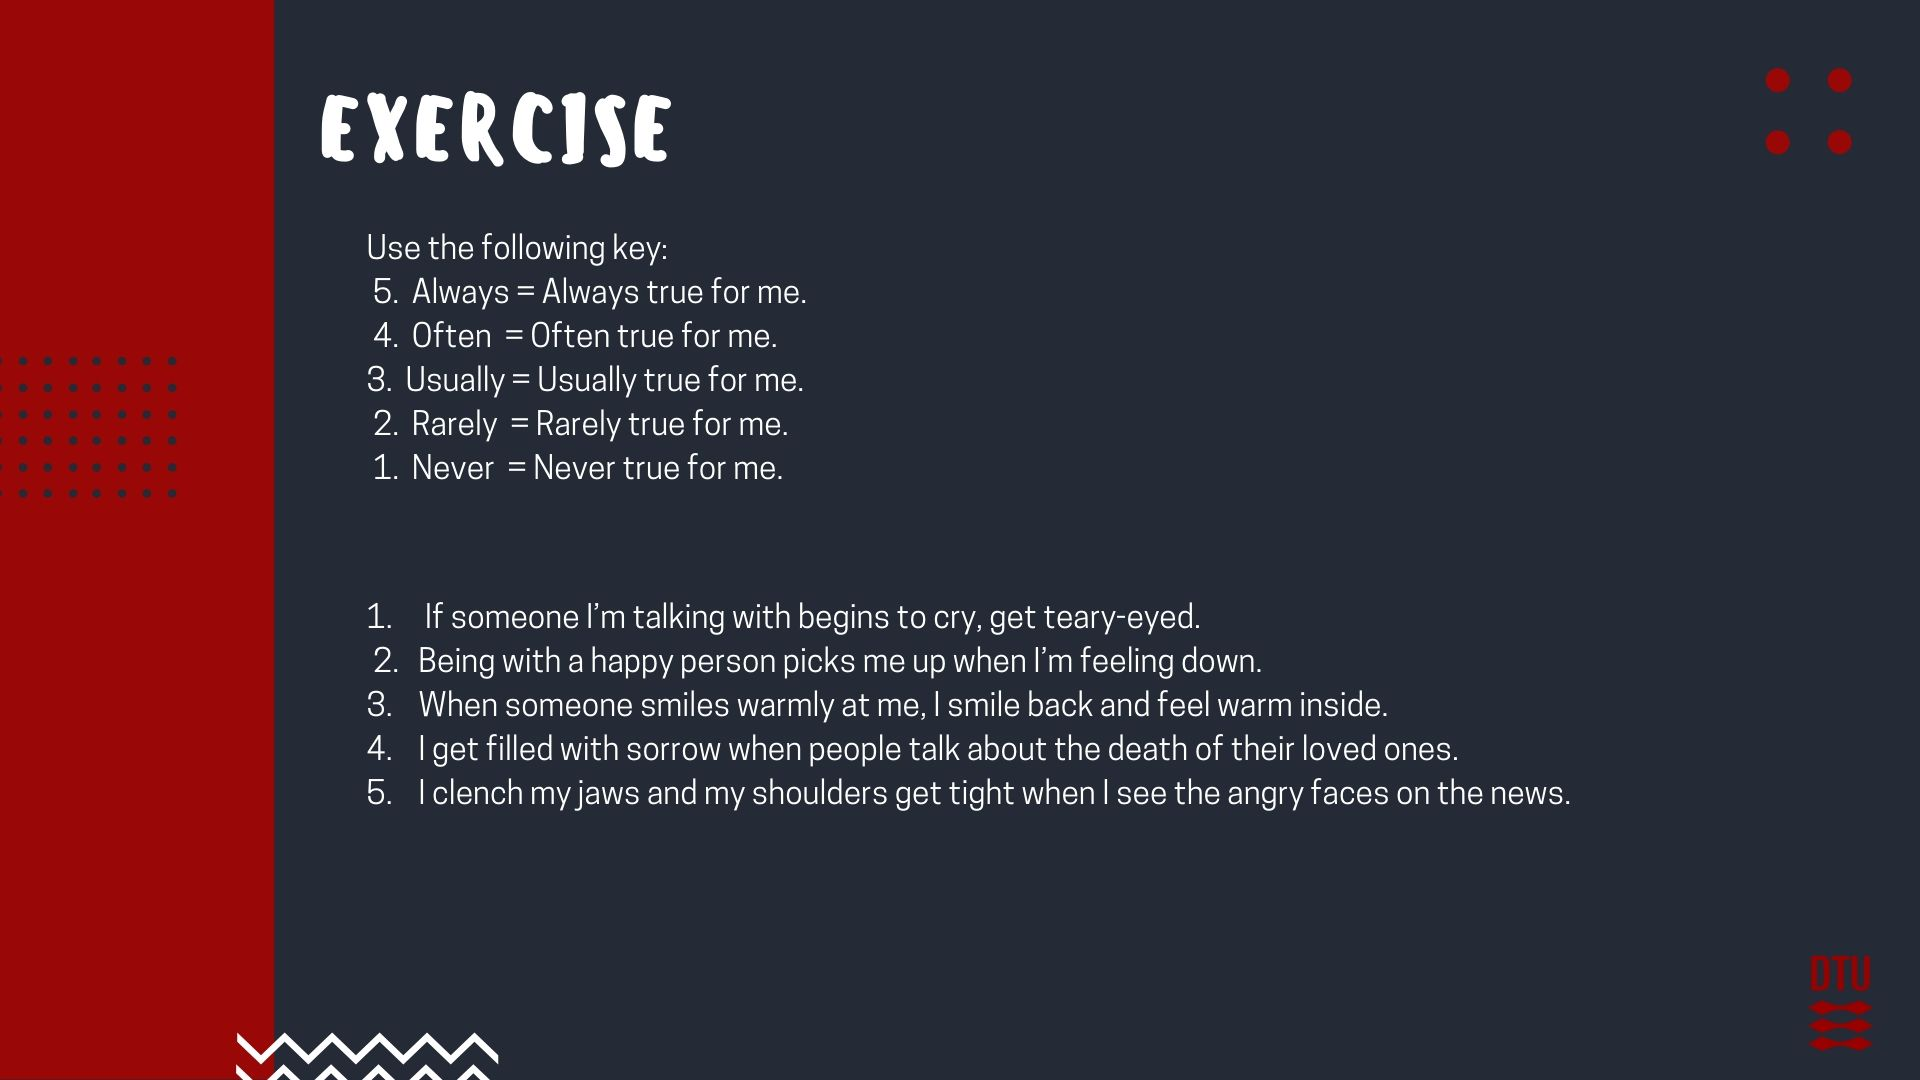 EXERCISE
Use the following key:
5. Always = Always true for me.
4. Often = Often true for me.
3. Usually = Usually true for me.
2. Rarely = Rarely true for me.
1. Never = Never true for me.
1. If someone I’m talking with begins to cry, get teary-eyed.
2. Being with a happy person picks me up when I’m feeling down.
3. When someone smiles warmly at me, I smile back and feel warm inside.
4. I get filled with sorrow when people talk about the death of their loved ones.
5. I clench my jaws and my shoulders get tight when I see the angry faces on the news.
DTU